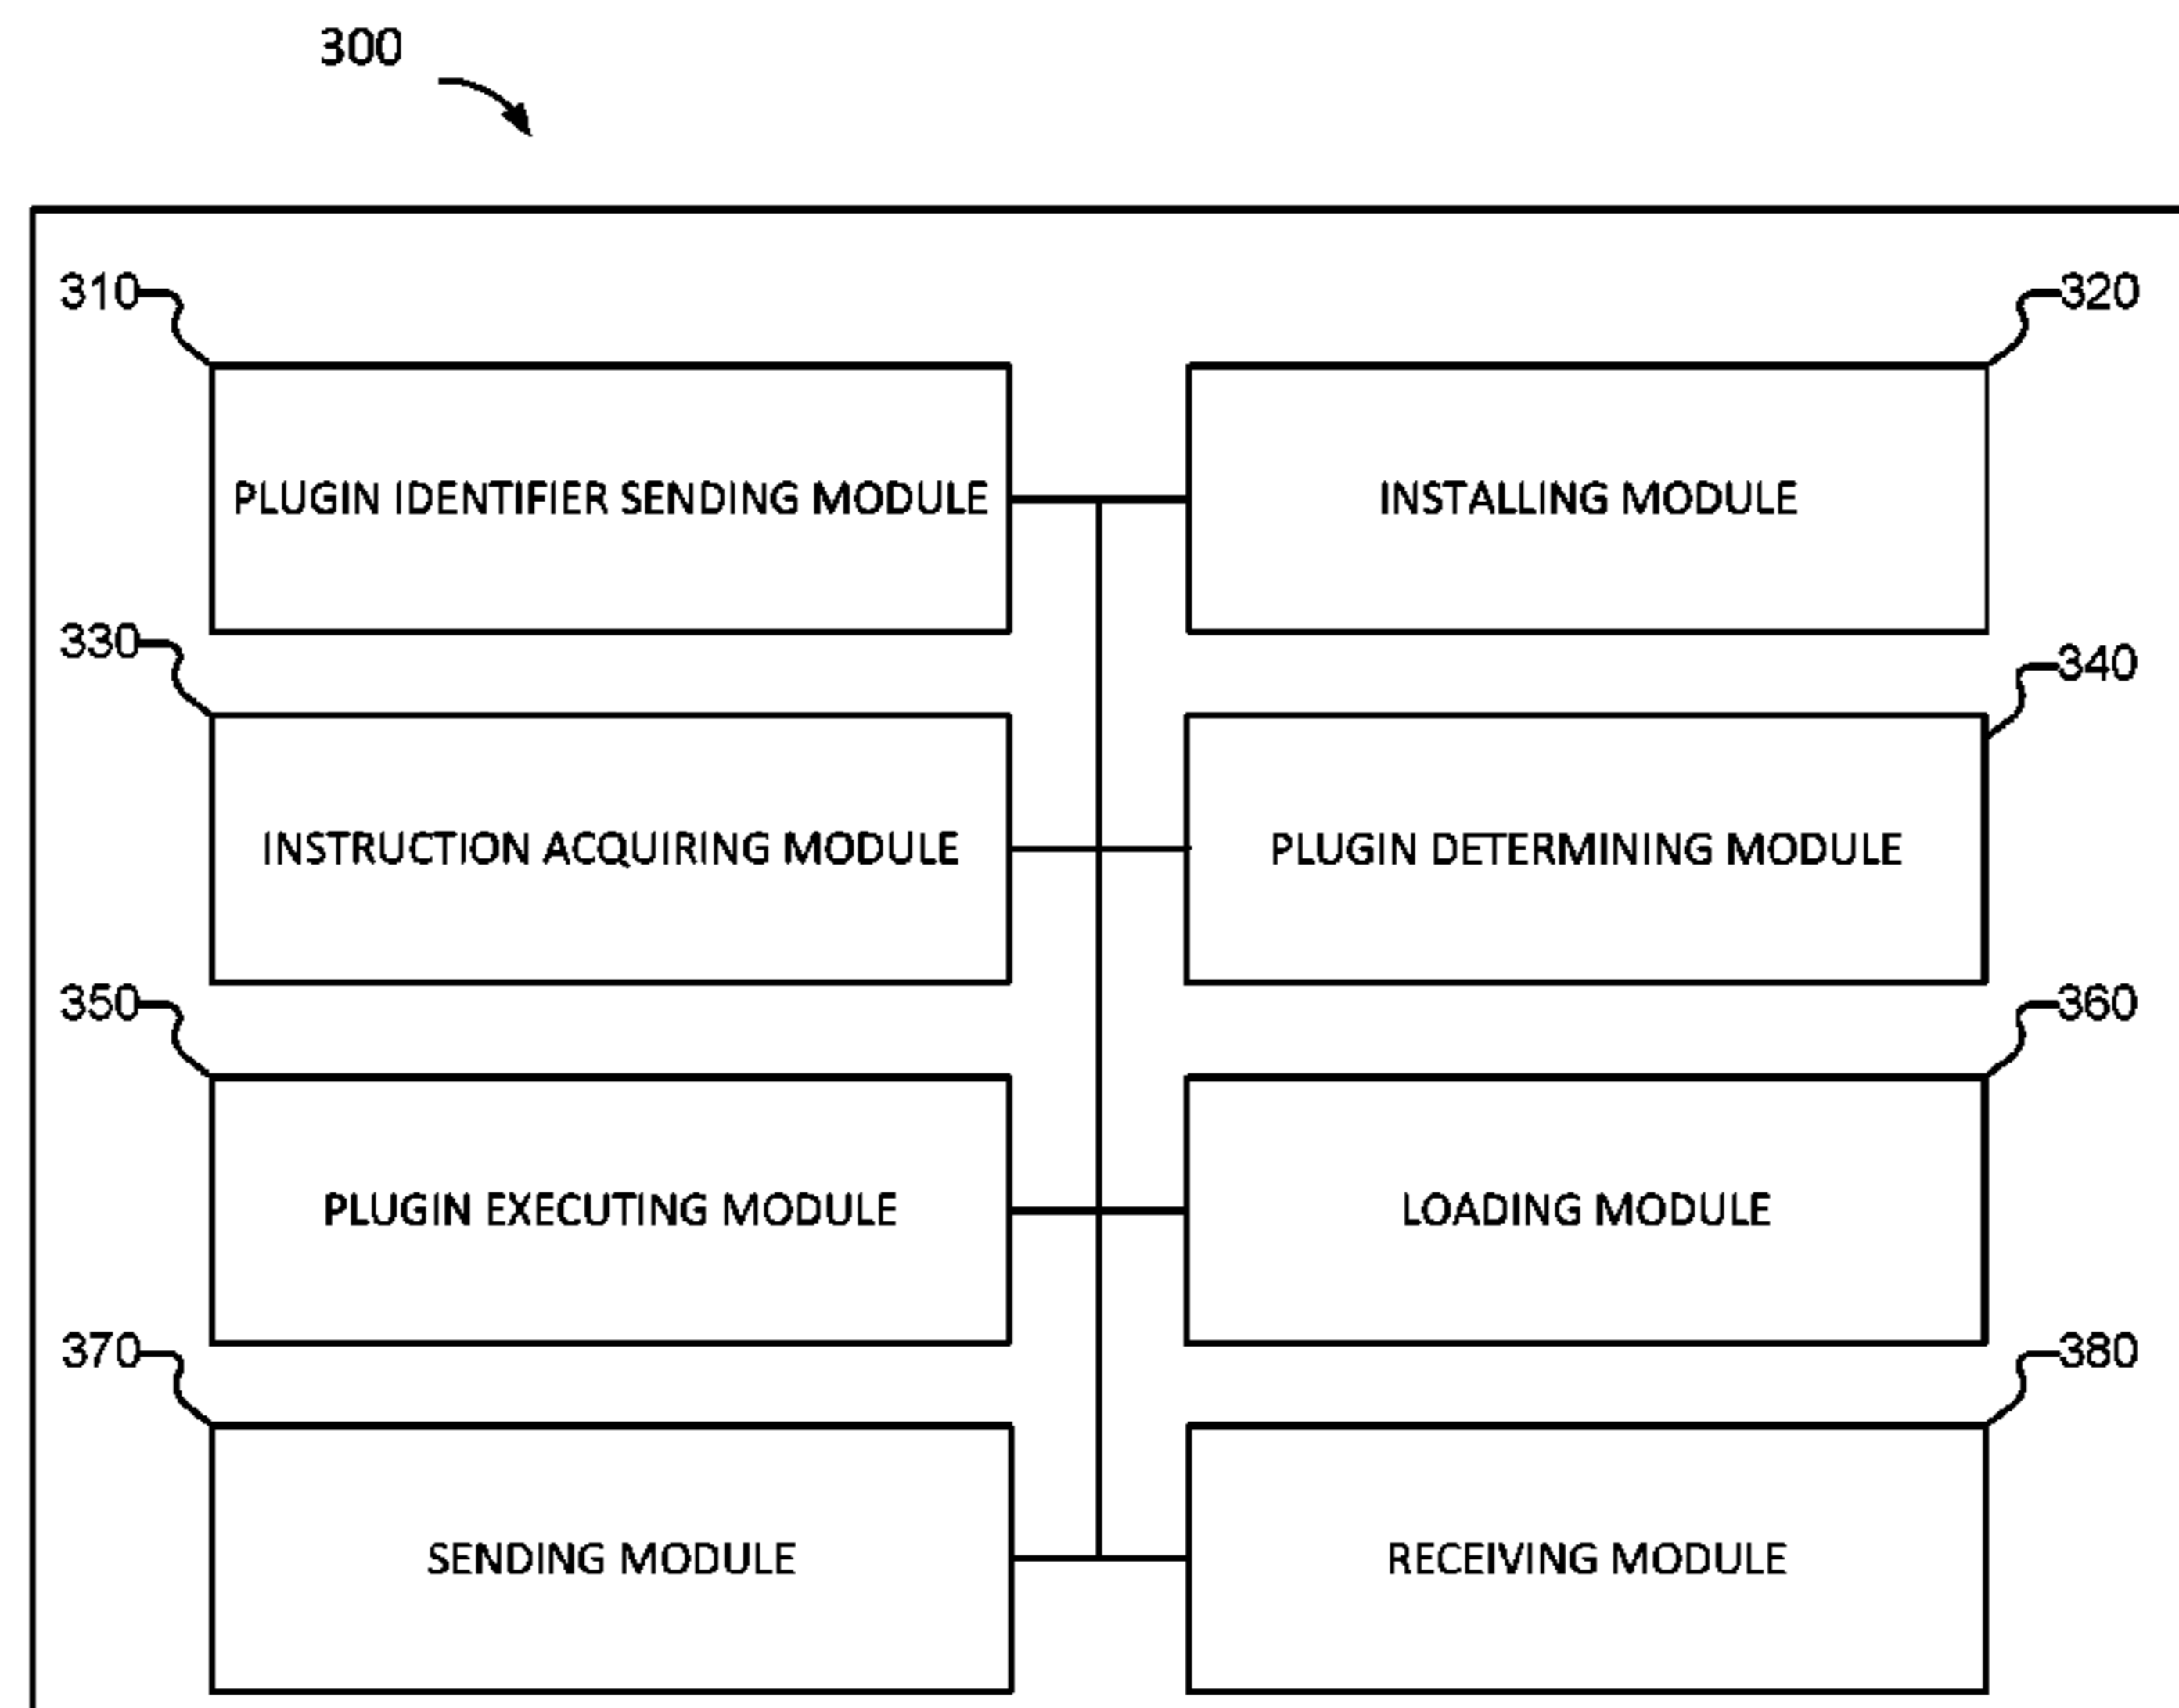 300
310
320
PLUGIN IDENTIFIER SENDING MODULE
INSTALLING MODULE
330
340
INSTRUCTION ACQUIRING MODULE
PLUGIN DETERMINING MODULE
350
360
PLUGIN EXECUTING MODULE
LOADING MODULE
370
380
SENDING MODULE
RECEIVING MODULE